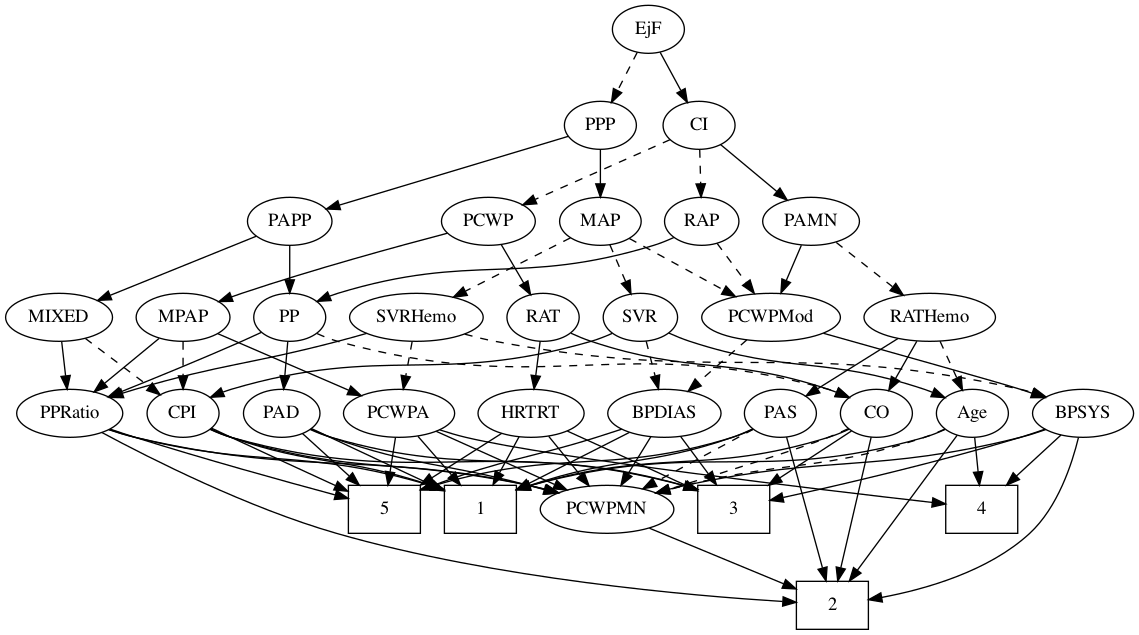 EjF
PPP CI
PAPP PCWP MAP RAP PAMN
MIXED MPAP PP SVRHemo RAT SVR PCWPMod RATHemo
PPRatio CPI PAD PCWPA HRTRT BPDIAS PAS CO Age BPSYS
5 1 PCWPMN 3 4
2